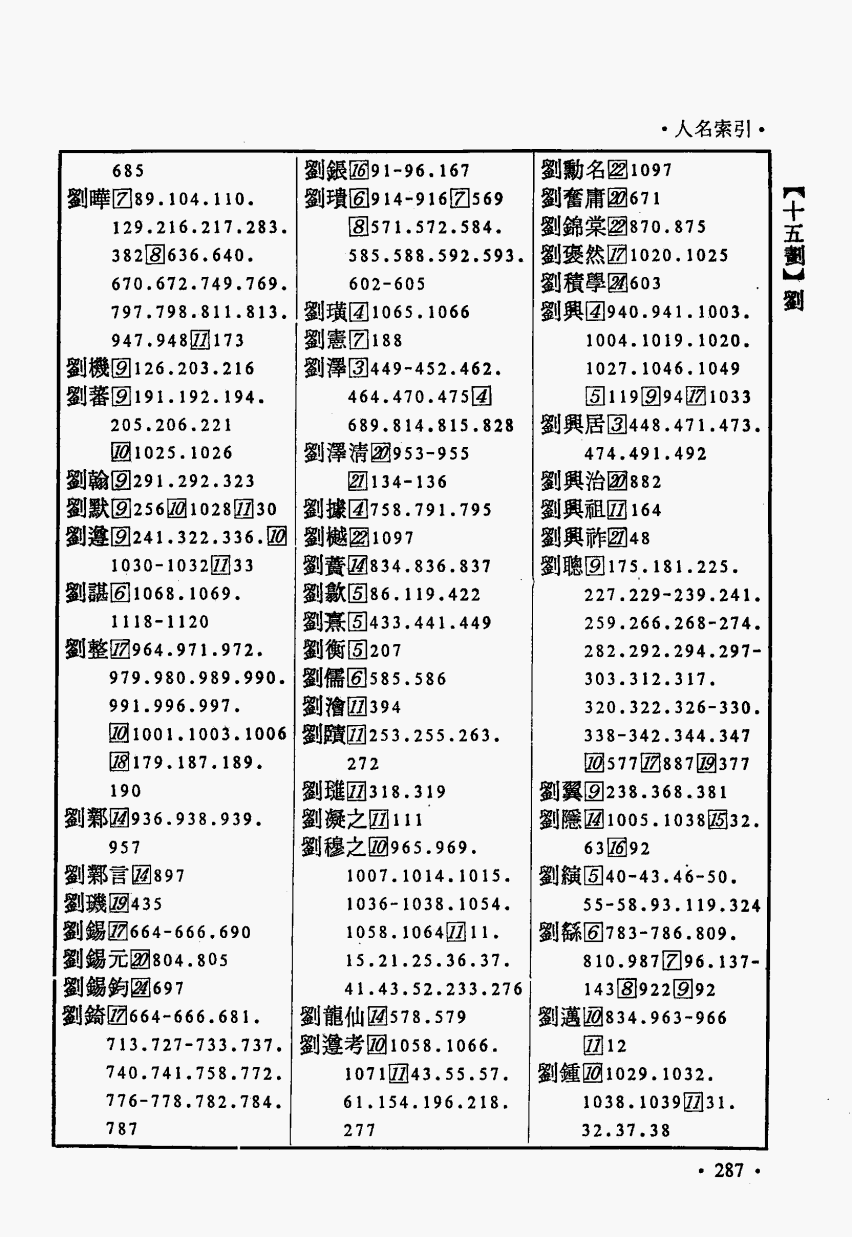 ·人名索引·
685
劉曄[7]89.104.110.
129.216.217.283.
382[8]636.640.
670.672.749.769.
797.798.811.813.
947.948[11]173
劉機[9]126.203.216
劉蕃[9]191.192.194.
205.206.221
[10]1025.1026
劉翰[9]291.292.323
劉默[9]256[10]1028[11]30
劉遵[9]241.322.336.[10]
1030-1032[11]33
劉諶[6]1068.1069.
1118-1120
劉整[17]964.971.972.
979.980.989.990.
991.996.997.
[10]1001.1003.1006
[18]179.187.189.
190
劉鄴[14]936.938.939.
957
劉鄴言[14]897
劉璣[19]435
劉錫[17]664-666.690
劉錫元[20]804.805
劉錫鈞[24]697
劉錡[17]664-666.681.
713.727-733.737.
740.741.758.772.
776-778.782.784.
787
劉鋹[16]91-96.167
劉璝[6]914-916[7]569
[8]571.572.584.
585.588.592.593.
602-605
劉璜[4]1065.1066
劉憲[7]188
劉澤[3]449-452.462.
464.470.475[4]
689.814.815.828
劉澤清[20]953-955
[21]134-136
劉據[4]758.791.795
劉樾[22]1097
劉蕡[14]834.836.837
劉歙[5]86.119.422
劉熹[5]433.441.449
劉衡[5]207
劉儒[6]585.586
劉澮[11]394
劉賾[11]253.255.263.
272
劉璡[11]318.319
劉凝之[11]111
劉穆之[10]965.969.
1007.1014.1015.
1036-1038.1054.
1058.1064[11]11.
15.21.25.36.37.
41.43.52.233.276
劉龍仙[14]578.579
劉遵考[10]1058.1066.
1071[11]43.55.57.
61.154.196.218.
277
劉勳名[22]1097
劉奮庸[20]671
劉錦棠[22]870.875
劉褒然[17]1020.1025
劉積學[24]603
劉興[4]940.941.1003.
1004.1019.1020.
1027.1046.1049
[5]119[9]94[17]1033
劉興居[3]448.471.473.
474.491.492
劉興治[20]882
劉興祖[11]164
劉興祚[21]48
劉聰[9]175.181.225.
227.229-239.241.
259.266.268-274.
282.292.294.297-
303.312.317.
320.322.326-330.
338-342.344.347
[10]577[17]887[19]377
劉翼[9]238.368.381
劉隱[14]1005.1038[15]32.
63[16]92
劉縯[5]40-43.46-50.
55-58.93.119.324
劉繇[6]783-786.809.
810.987[7]96.137-
143[8]922[9]92
劉邁[10]834.963-966
[11]12
劉鍾[10]1029.1032.
1038.1039[11]31.
32.37.38
【十五劃】劉
·287·